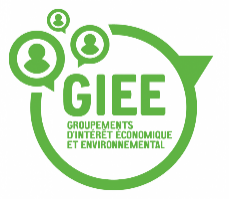 GIEE
GROUPEMENTS
D'INTÉRÊT ÉCONOMIQUE
ET ENVIRONNEMENTAL